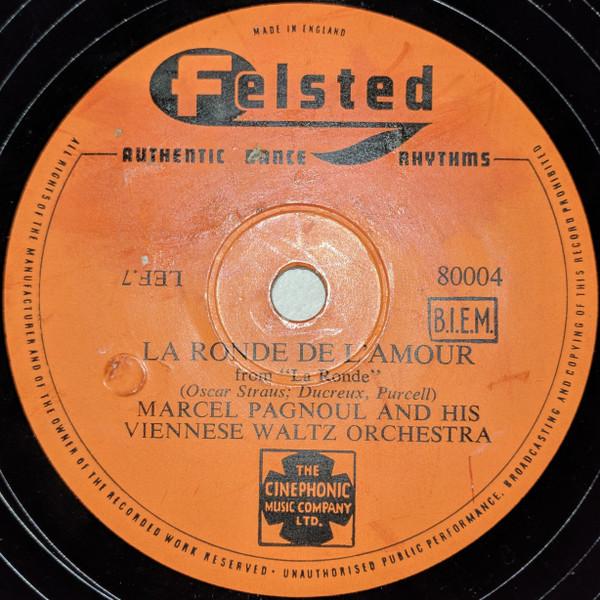 MADE IN ENGLAND
Felsted
AUTHENTIC DANCE RHYTHMS
ALL RIGHTS OF THE MANUFACTURER AND OF THE OWNER OF THE RECORDED WORK RESERVED · UNAUTHORISED PUBLIC PERFORMANCE, BROADCASTING AND COPYING OF THIS RECORD PROHIBITED
LEF.7
80004
B.I.E.M.
LA RONDE DE L'AMOUR
from "La Ronde"
(Oscar Straus: Ducreux, Purcell)
MARCEL PAGNOUL AND HIS
VIENNESE WALTZ ORCHESTRA
THE
CINEPHONIC
MUSIC COMPANY
LTD.